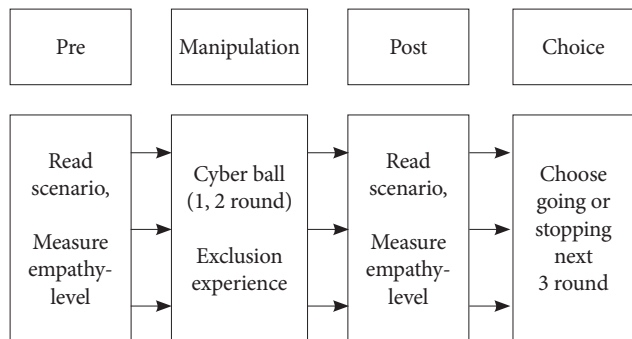 Pre
Manipulation
Post
Choice
Read
scenario,
Measure
empathy-
level
Cyber ball
(1, 2 round)
Exclusion
experience
Read
scenario,
Measure
empathy-
level
Choose
going or
stopping
next
3 round